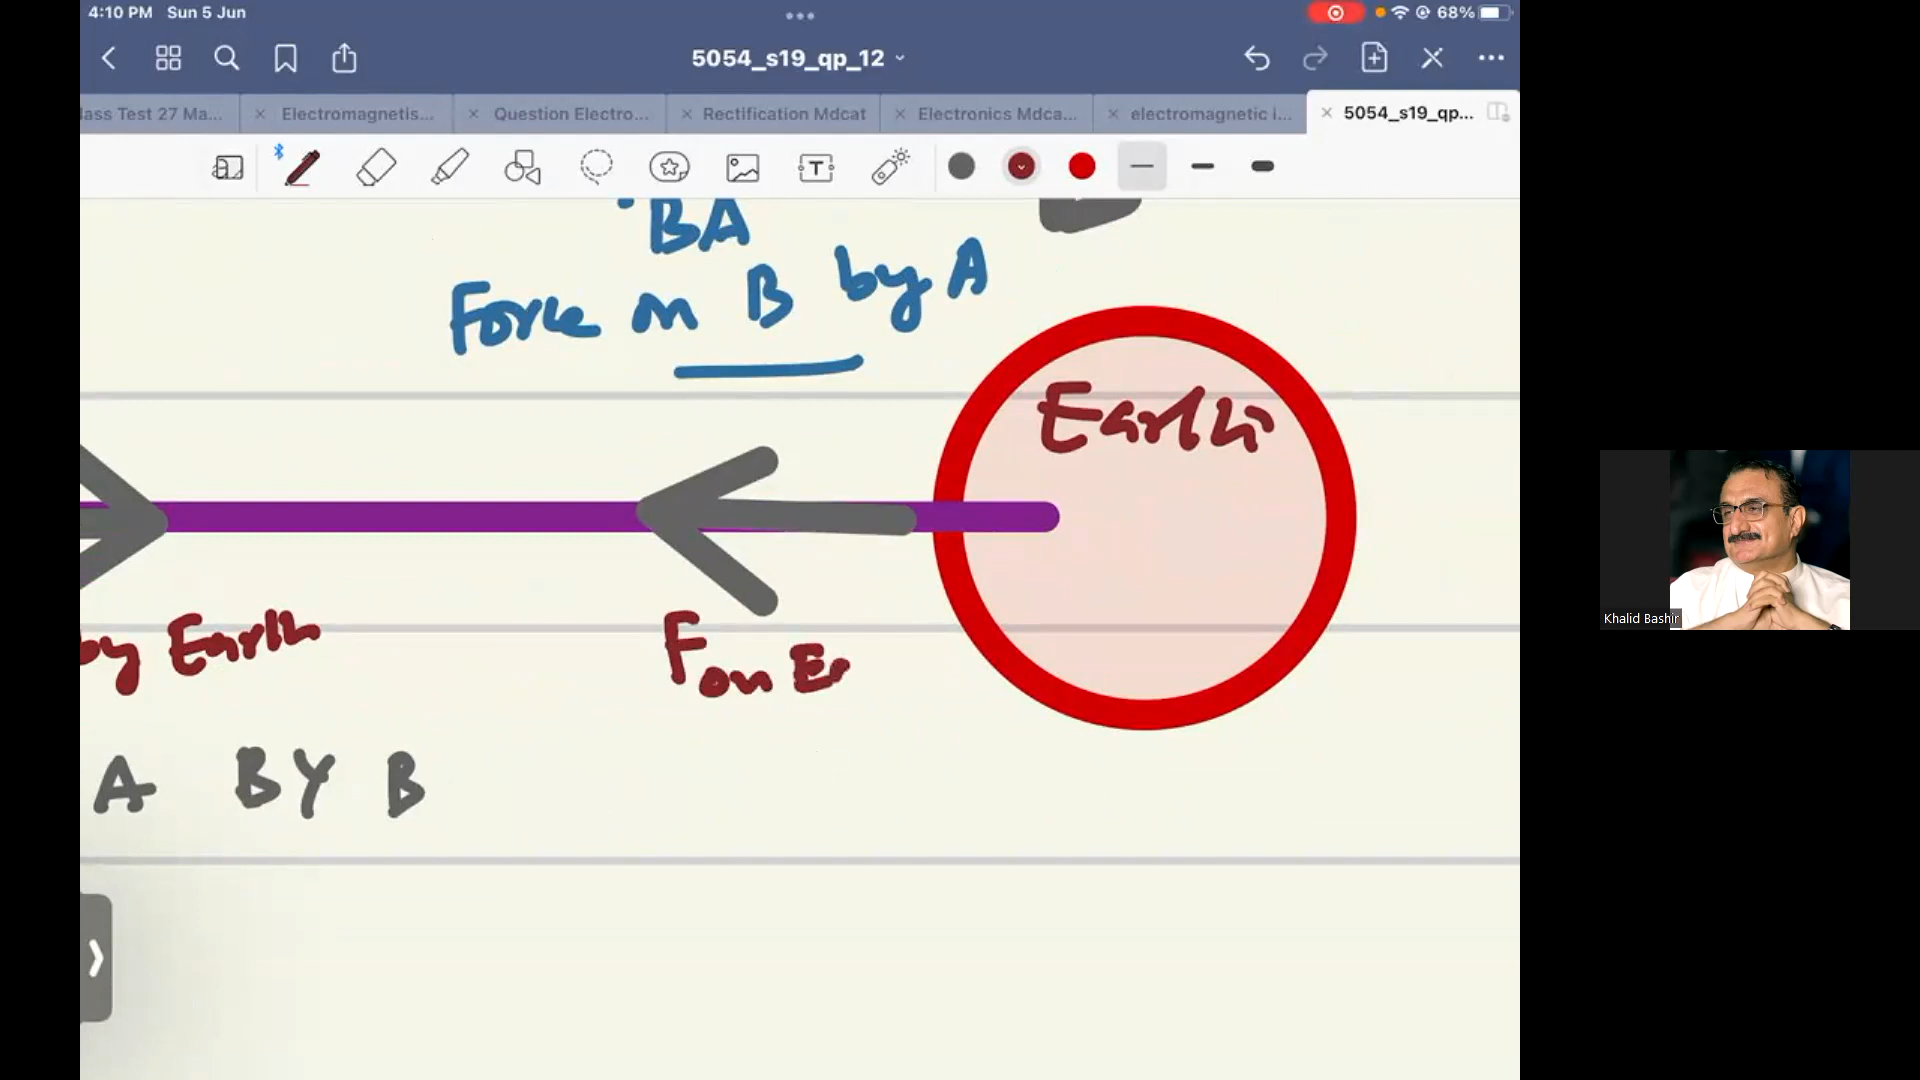 4:10 PM Sun 5 Jun
68%
5054_s19_qp_12
ass Test 27 Ma...
Electromagnetis...
Question Electro...
Rectification Mdcat
Electronics Mdca...
electromagnetic i...
5054_s19_qp...
T
BA
Force on B by A
Earth
by Earth
F on Er
A BY B
Khalid Bashir